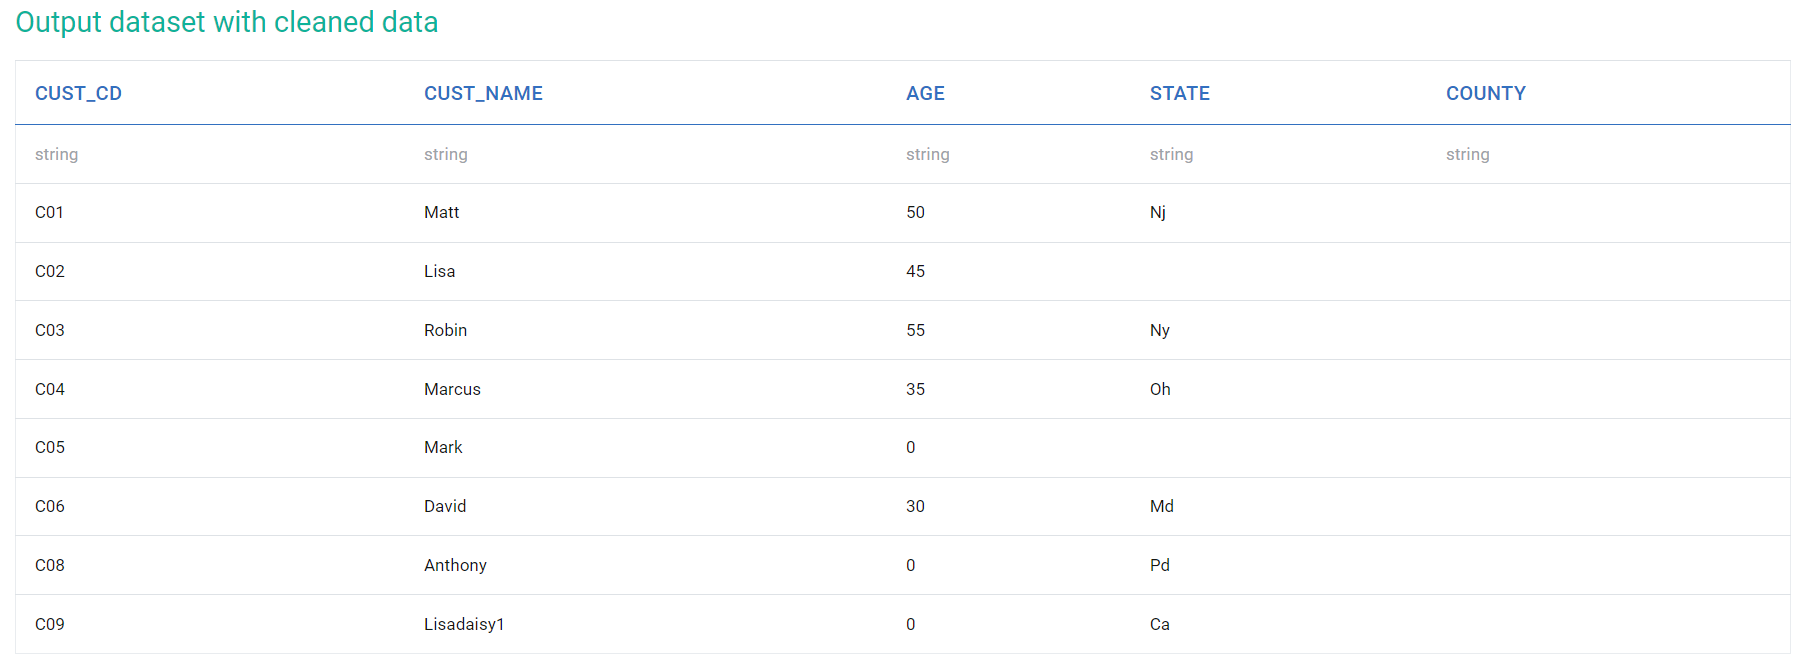 Output dataset with cleaned data
CUST_CD CUST_NAME AGE STATE COUNTY
string string string string string
C01 Matt 50 Nj
C02 Lisa 45
C03 Robin 55 Ny
C04 Marcus 35 Oh
C05 Mark 0
C06 David 30 Md
C08 Anthony 0 Pd
C09 Lisadaisy1 0 Ca